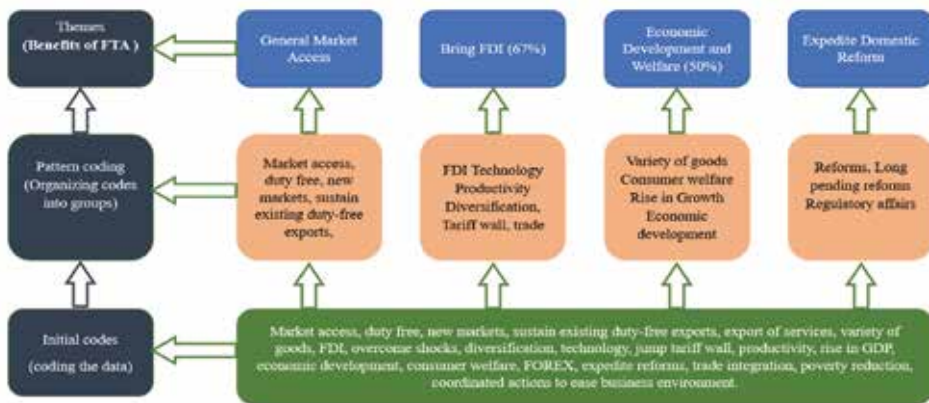 Themes
(Benefits of FTA )
General Market
Access
Bring FDI (67%)
Economic
Development and
Welfare (50%)
Expedite Domestic
Reform
Pattern coding
(Organizing codes
into groups)
Market access,
duty free, new
markets, sustain
existing duty-free
exports,
FDI Technology
Productivity
Diversification,
Tariff wall, trade
Variety of goods
Consumer welfare
Rise in Growth
Economic
development
Reforms, Long
pending reforms
Regulatory affairs
Initial codes
(coding the data)
Market access, duty free, new markets, sustain existing duty-free exports, export of services, variety of
goods, FDI, overcome shocks, diversification, technology, jump tariff wall, productivity, rise in GDP,
economic development, consumer welfare, FOREX, expedite reforms, trade integration, poverty reduction,
coordinated actions to ease business environment.